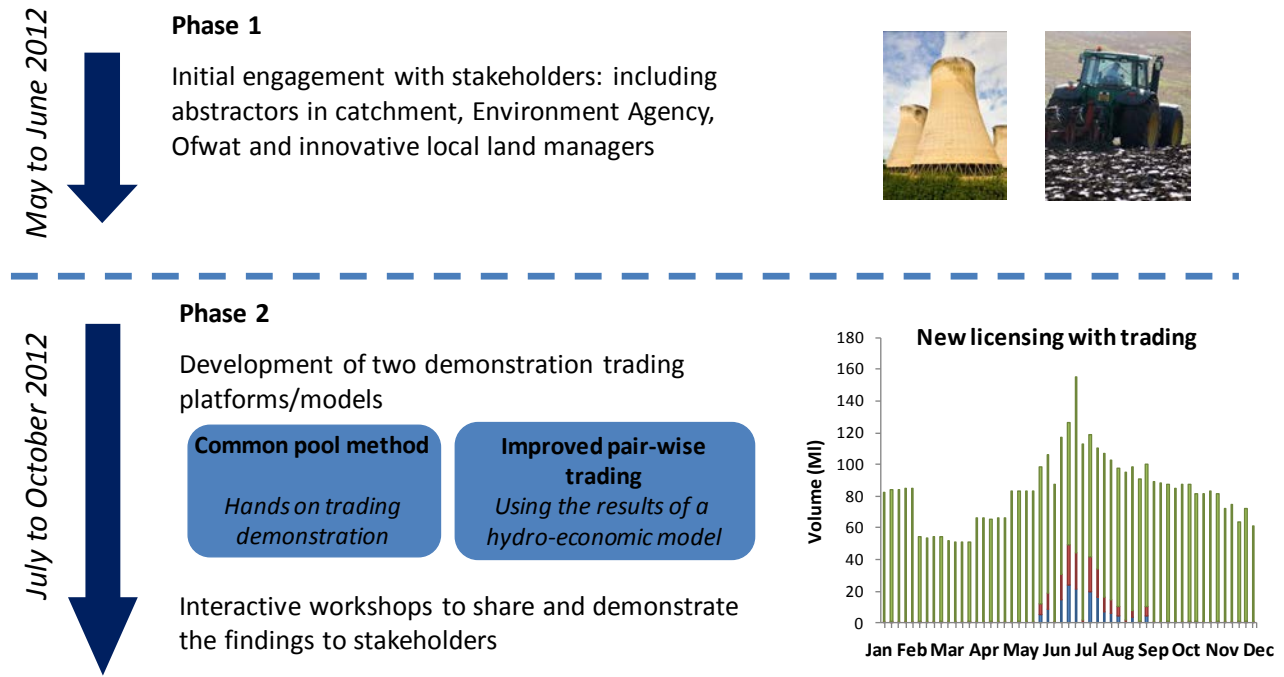 May to June 2012
Phase 1
Initial engagement with stakeholders: including
abstractors in catchment, Environment Agency,
Ofwat and innovative local land managers
July to October 2012
Phase 2
Development of two demonstration trading
platforms/models
Common pool method
Hands on trading
demonstration
Improved pair-wise
trading
Using the results of a
hydro-economic model
Interactive workshops to share and demonstrate
the findings to stakeholders
New licensing with trading
Volume (Ml)
180
160
140
120
100
80
60
40
20
0
Jan Feb Mar Apr May Jun Jul Aug Sep Oct Nov Dec